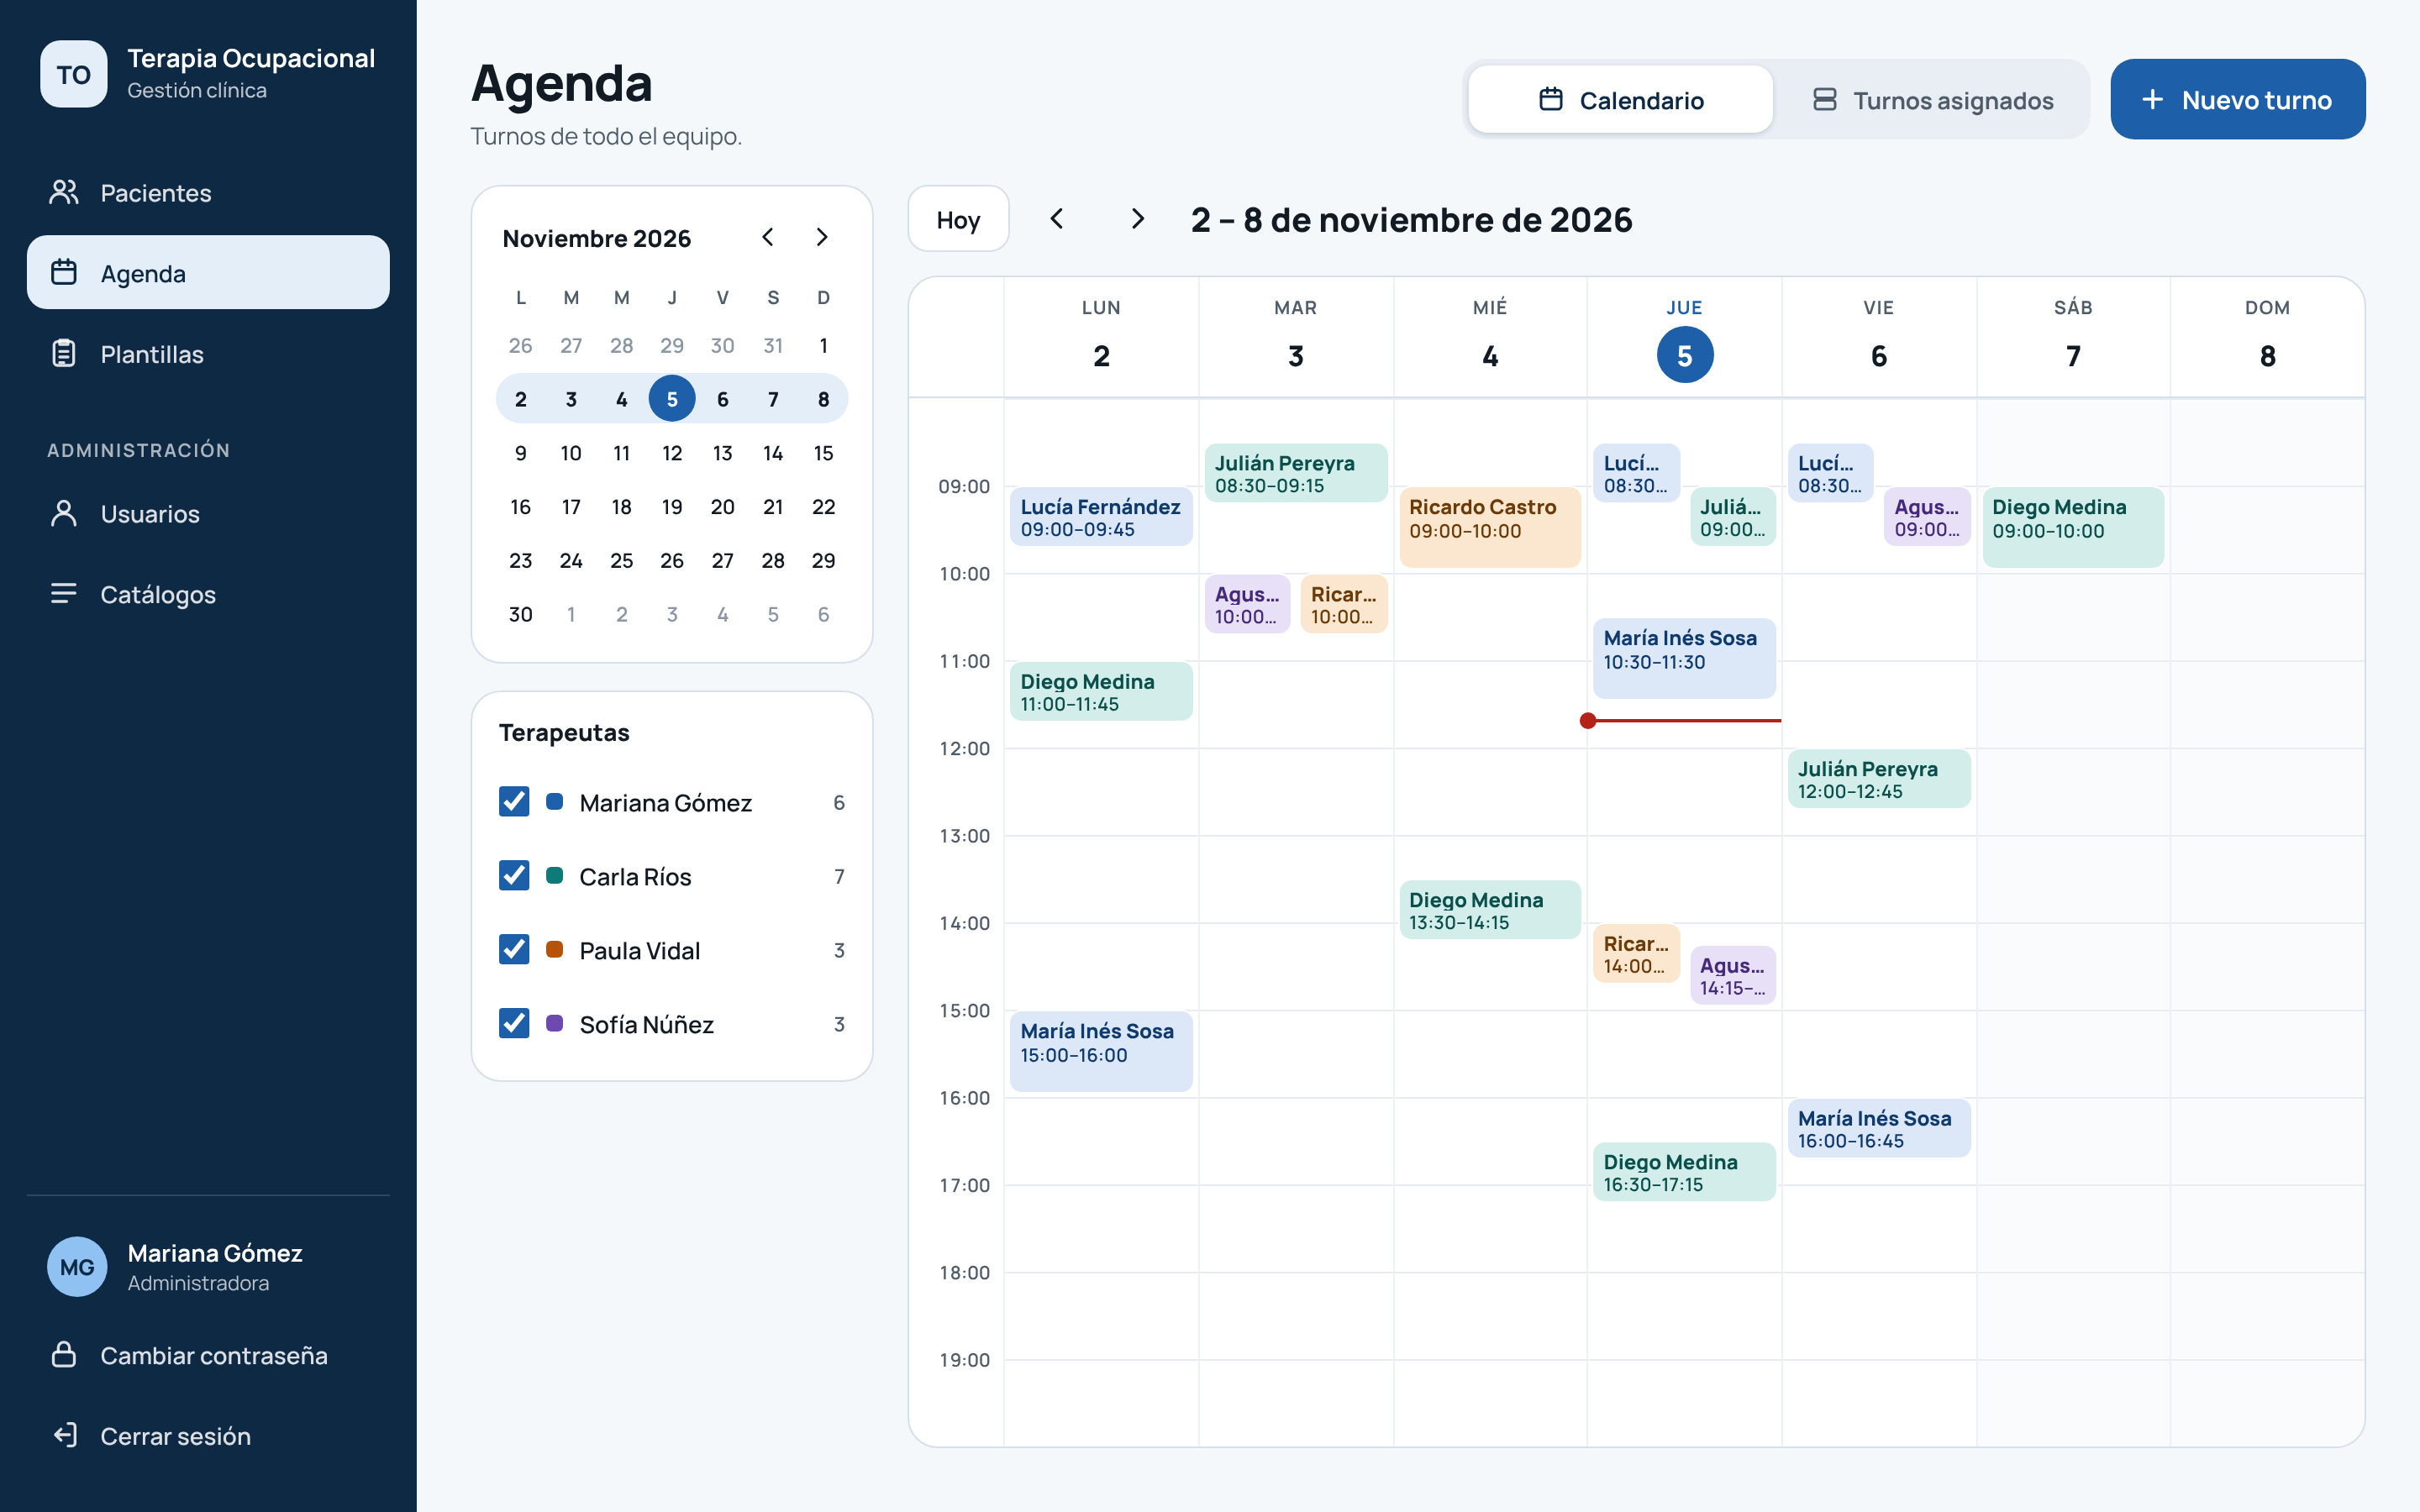 TO
Terapia Ocupacional
Gestión clínica
Pacientes
Agenda
Plantillas
ADMINISTRACIÓN
Usuarios
Catálogos
MG
Mariana Gómez
Administradora
Cambiar contraseña
Cerrar sesión
Agenda
Turnos de todo el equipo.
Calendario
Turnos asignados
+ Nuevo turno
Noviembre 2026
L M M J V S D
26 27 28 29 30 31 1
2 3 4 5 6 7 8
9 10 11 12 13 14 15
16 17 18 19 20 21 22
23 24 25 26 27 28 29
30 1 2 3 4 5 6
Terapeutas
Mariana Gómez 6
Carla Ríos 7
Paula Vidal 3
Sofía Núñez 3
Hoy
2 – 8 de noviembre de 2026
LUN MAR MIÉ JUE VIE SÁB DOM
2 3 4 5 6 7 8
09:00
10:00
11:00
12:00
13:00
14:00
15:00
16:00
17:00
18:00
19:00
Lucía Fernández
09:00–09:45
Diego Medina
11:00–11:45
María Inés Sosa
15:00–16:00
Julián Pereyra
08:30–09:15
Agus...
10:00...
Ricar...
10:00...
Ricardo Castro
09:00–10:00
Diego Medina
13:30–14:15
Lucí...
08:30...
Juliá...
09:00...
María Inés Sosa
10:30–11:30
Ricar...
14:00...
Agus...
14:15–...
Diego Medina
16:30–17:15
Lucí...
08:30...
Agus...
09:00...
Julián Pereyra
12:00–12:45
María Inés Sosa
16:00–16:45
Diego Medina
09:00–10:00